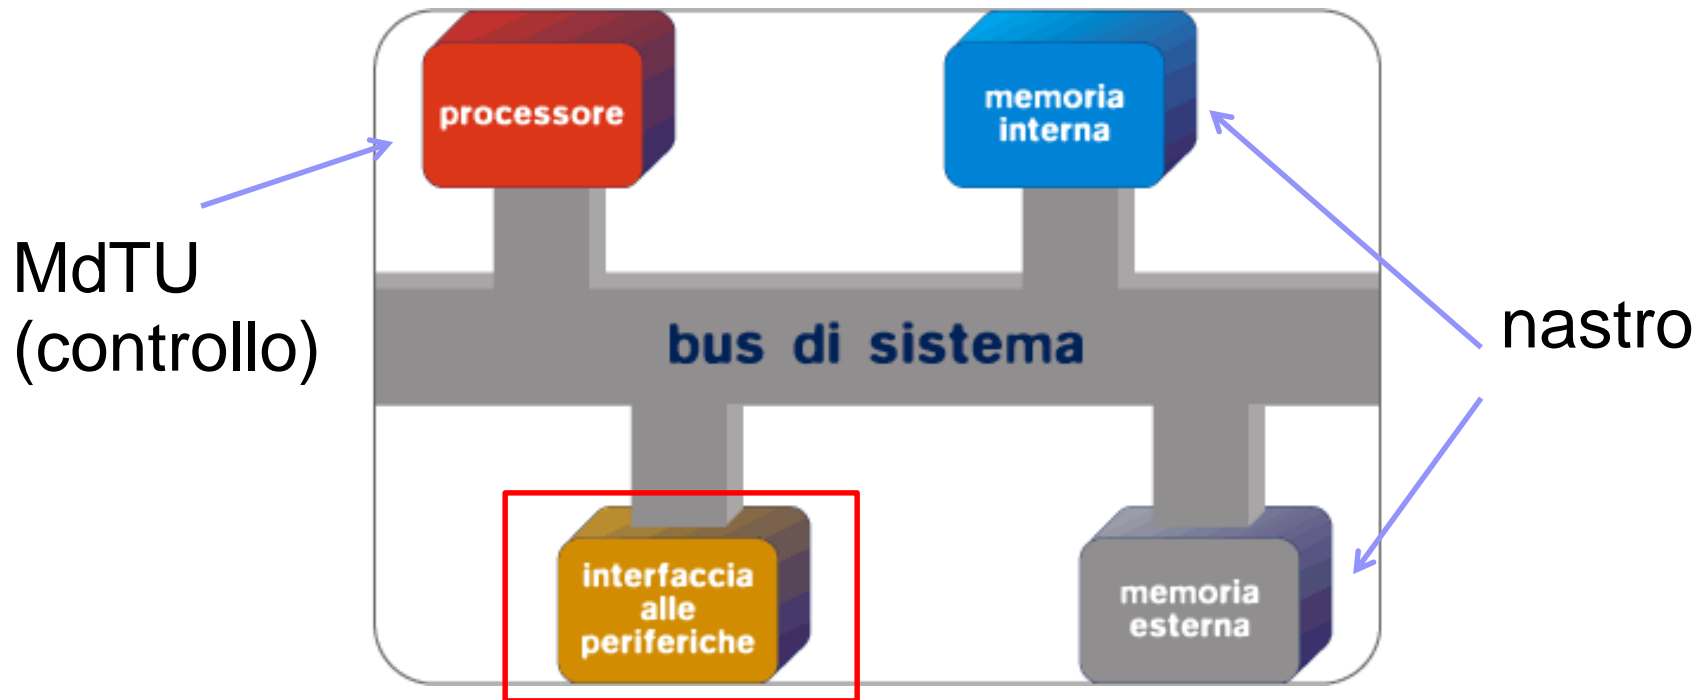 processore
memoria
interna
MdTU
(controllo)
bus di sistema
nastro
interfaccia
alle
periferiche
memoria
esterna